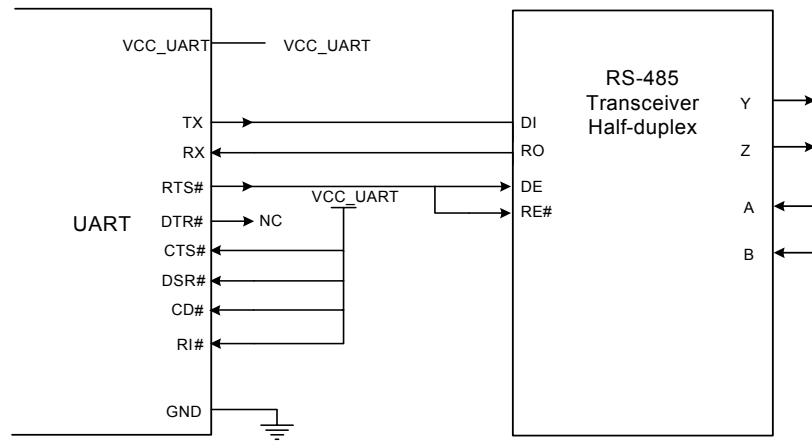 VCC_UART
VCC_UART
RS-485
Transceiver
Half-duplex
Y
TX
DI
RX
RO
Z
RTS#
DE
VCC_UART
RE#
A
UART
DTR#
NC
CTS#
B
DSR#
CD#
RI#
GND